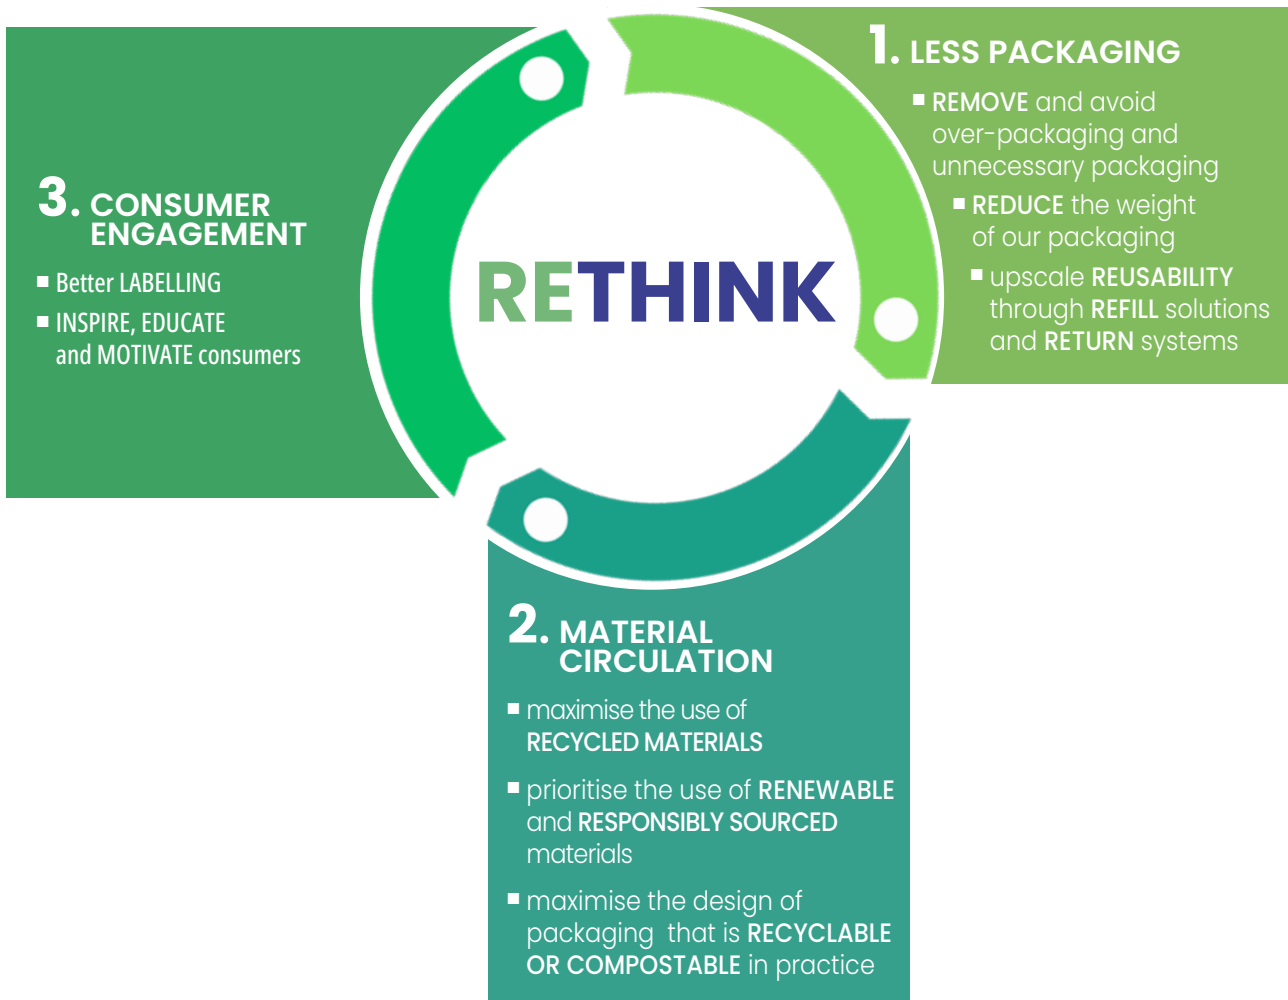 1. LESS PACKAGING
▪ REMOVE and avoid
over-packaging and
unnecessary packaging
▪ REDUCE the weight
of our packaging
▪ upscale REUSABILITY
through REFILL solutions
and RETURN systems
3. CONSUMER
ENGAGEMENT
▪ Better LABELLING
▪ INSPIRE, EDUCATE
and MOTIVATE consumers
RETHINK
2. MATERIAL
CIRCULATION
▪ maximise the use of
RECYCLED MATERIALS
▪ prioritise the use of RENEWABLE
and RESPONSIBLY SOURCED
materials
▪ maximise the design of
packaging that is RECYCLABLE
OR COMPOSTABLE in practice